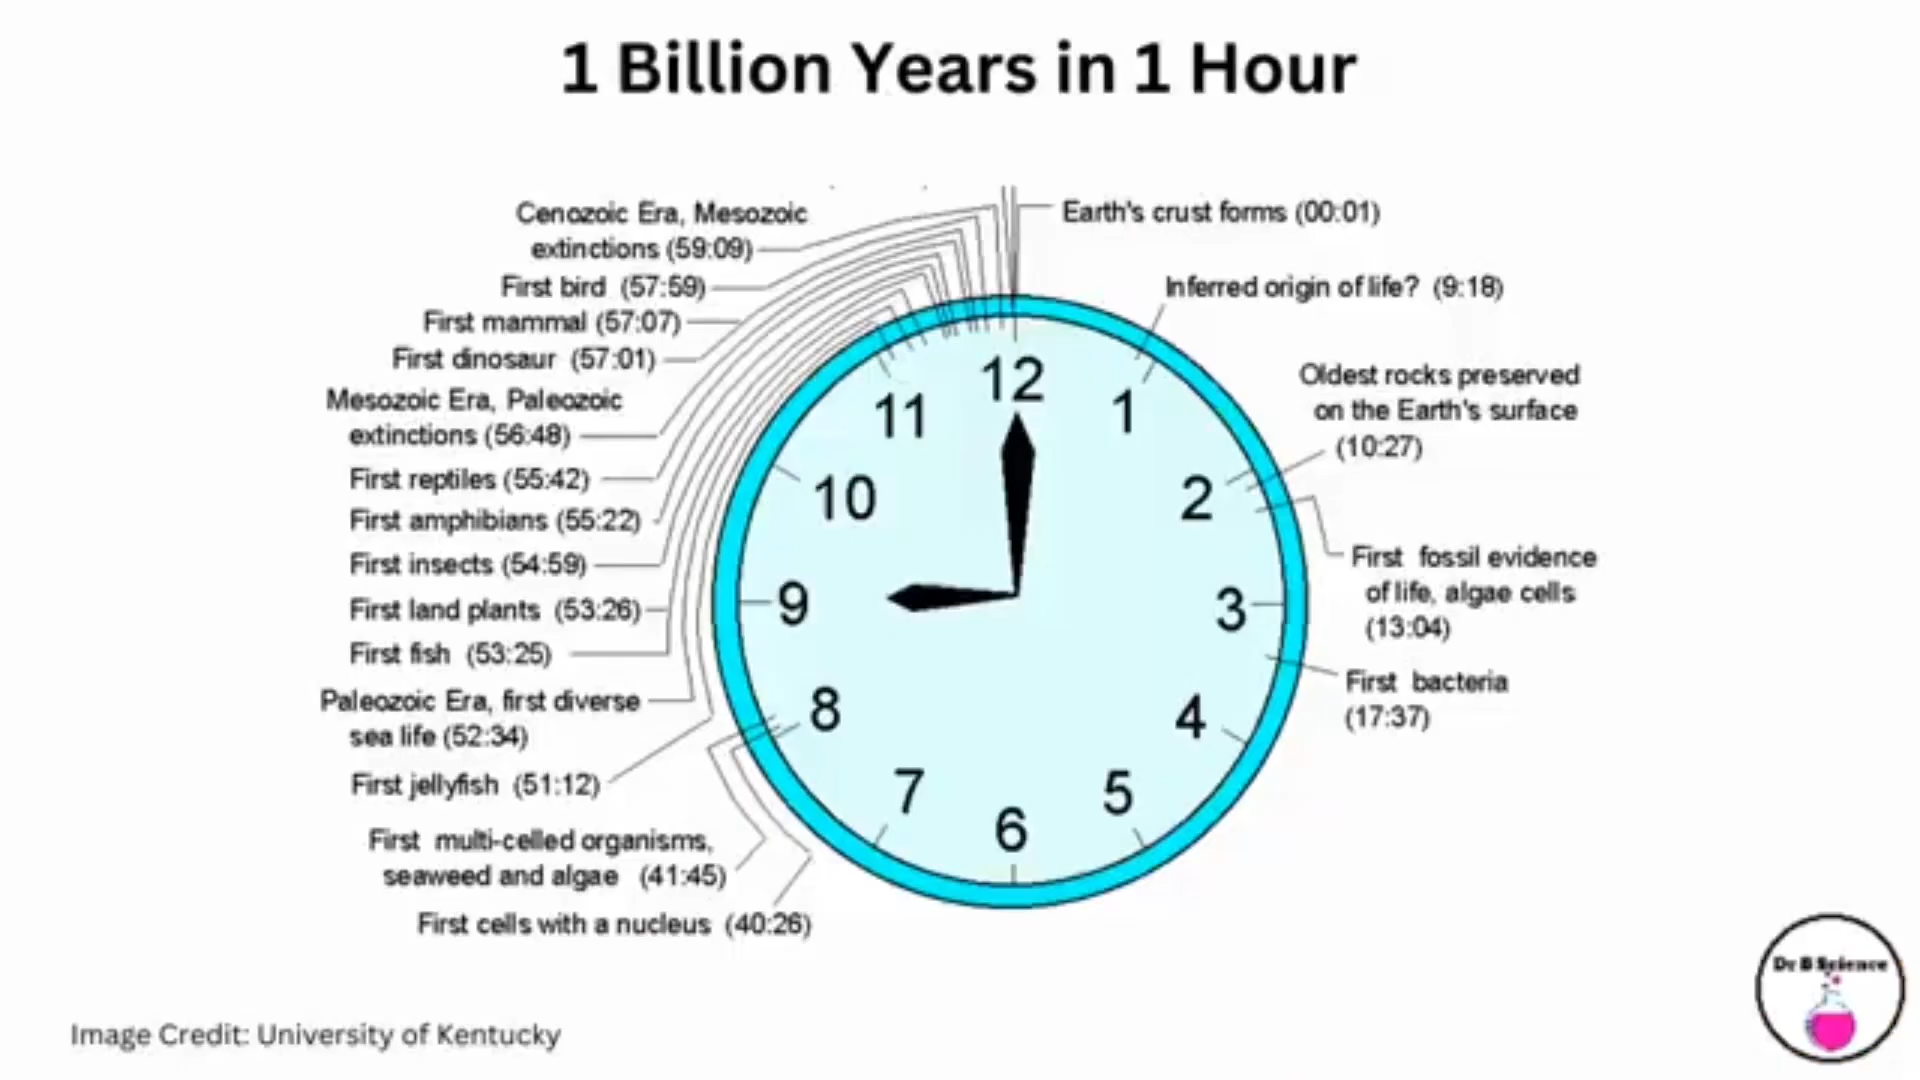 1 Billion Years in 1 Hour
Cenozoic Era, Mesozoic
extinctions (59:09)
First bird (57:59)
First mammal (57:07)
First dinosaur (57:01)
Mesozoic Era, Paleozoic
extinctions (56:48)
First reptiles (55:42)
First amphibians (55:22)
First insects (54:59)
First land plants (53:26)
First fish (53:25)
Paleozoic Era, first diverse
sea life (52:34)
First jellyfish (51:12)
First multi-celled organisms,
seaweed and algae (41:45)
First cells with a nucleus (40:26)
Earth's crust forms (00:01)
Inferred origin of life? (9:18)
Oldest rocks preserved
on the Earth's surface
(10:27)
First fossil evidence
of life, algae cells
(13:04)
First bacteria
(17:37)
12
1
2
3
4
5
6
7
8
9
10
11
Image Credit: University of Kentucky
Dr B Science